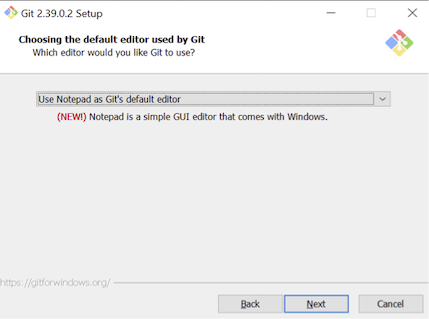 Git 2.39.0.2 Setup
Choosing the default editor used by Git
Which editor would you like Git to use?
Use Notepad as Git's default editor
(NEW!) Notepad is a simple GUI editor that comes with Windows.
https://gitforwindows.org/
Back Next Cancel